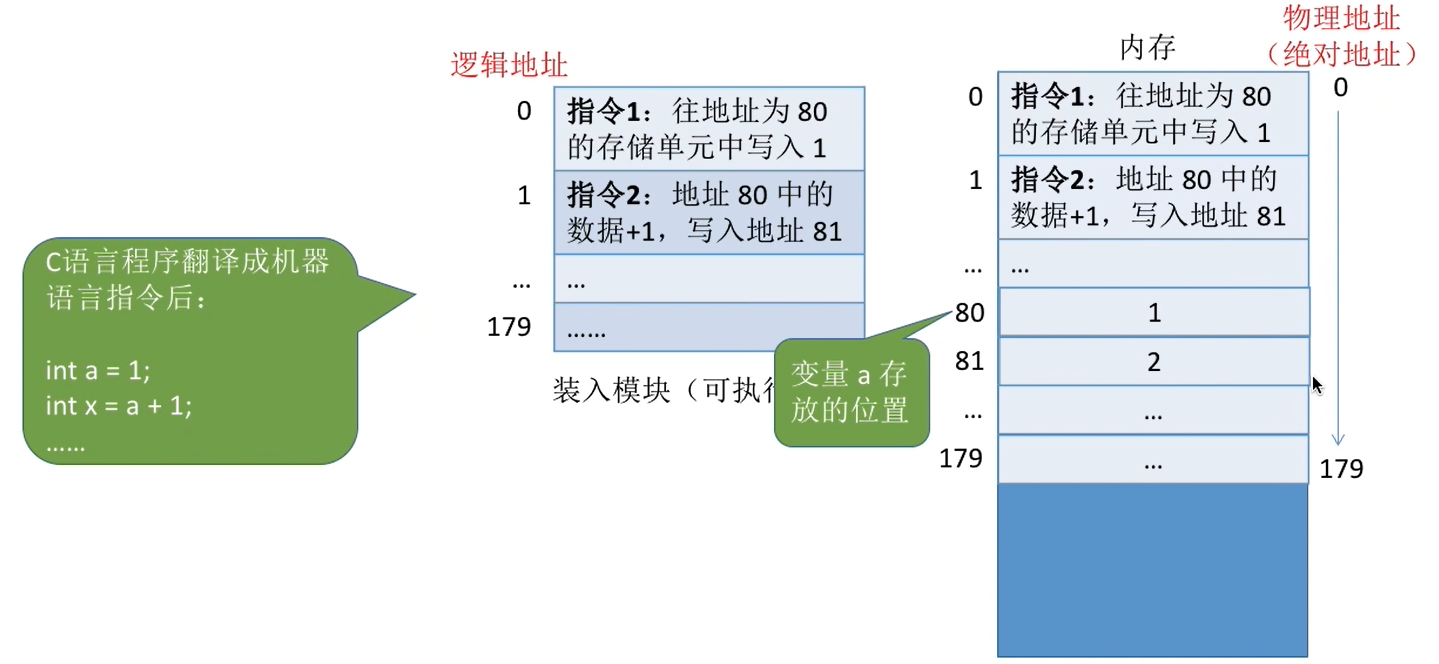 物理地址
(绝对地址)
内存
逻辑地址
0
指令1：往地址为 80
的存储单元中写入 1
1
指令2：地址 80 中的
数据+1，写入地址 81
...
...
179
......
装入模块（可执行
C语言程序翻译成机器
语言指令后：
int a = 1;
int x = a + 1;
......
变量 a 存
放的位置
0
指令1：往地址为 80
的存储单元中写入 1
1
指令2：地址 80 中的
数据+1，写入地址 81
...
...
80
1
81
2
...
...
179
...
0
179